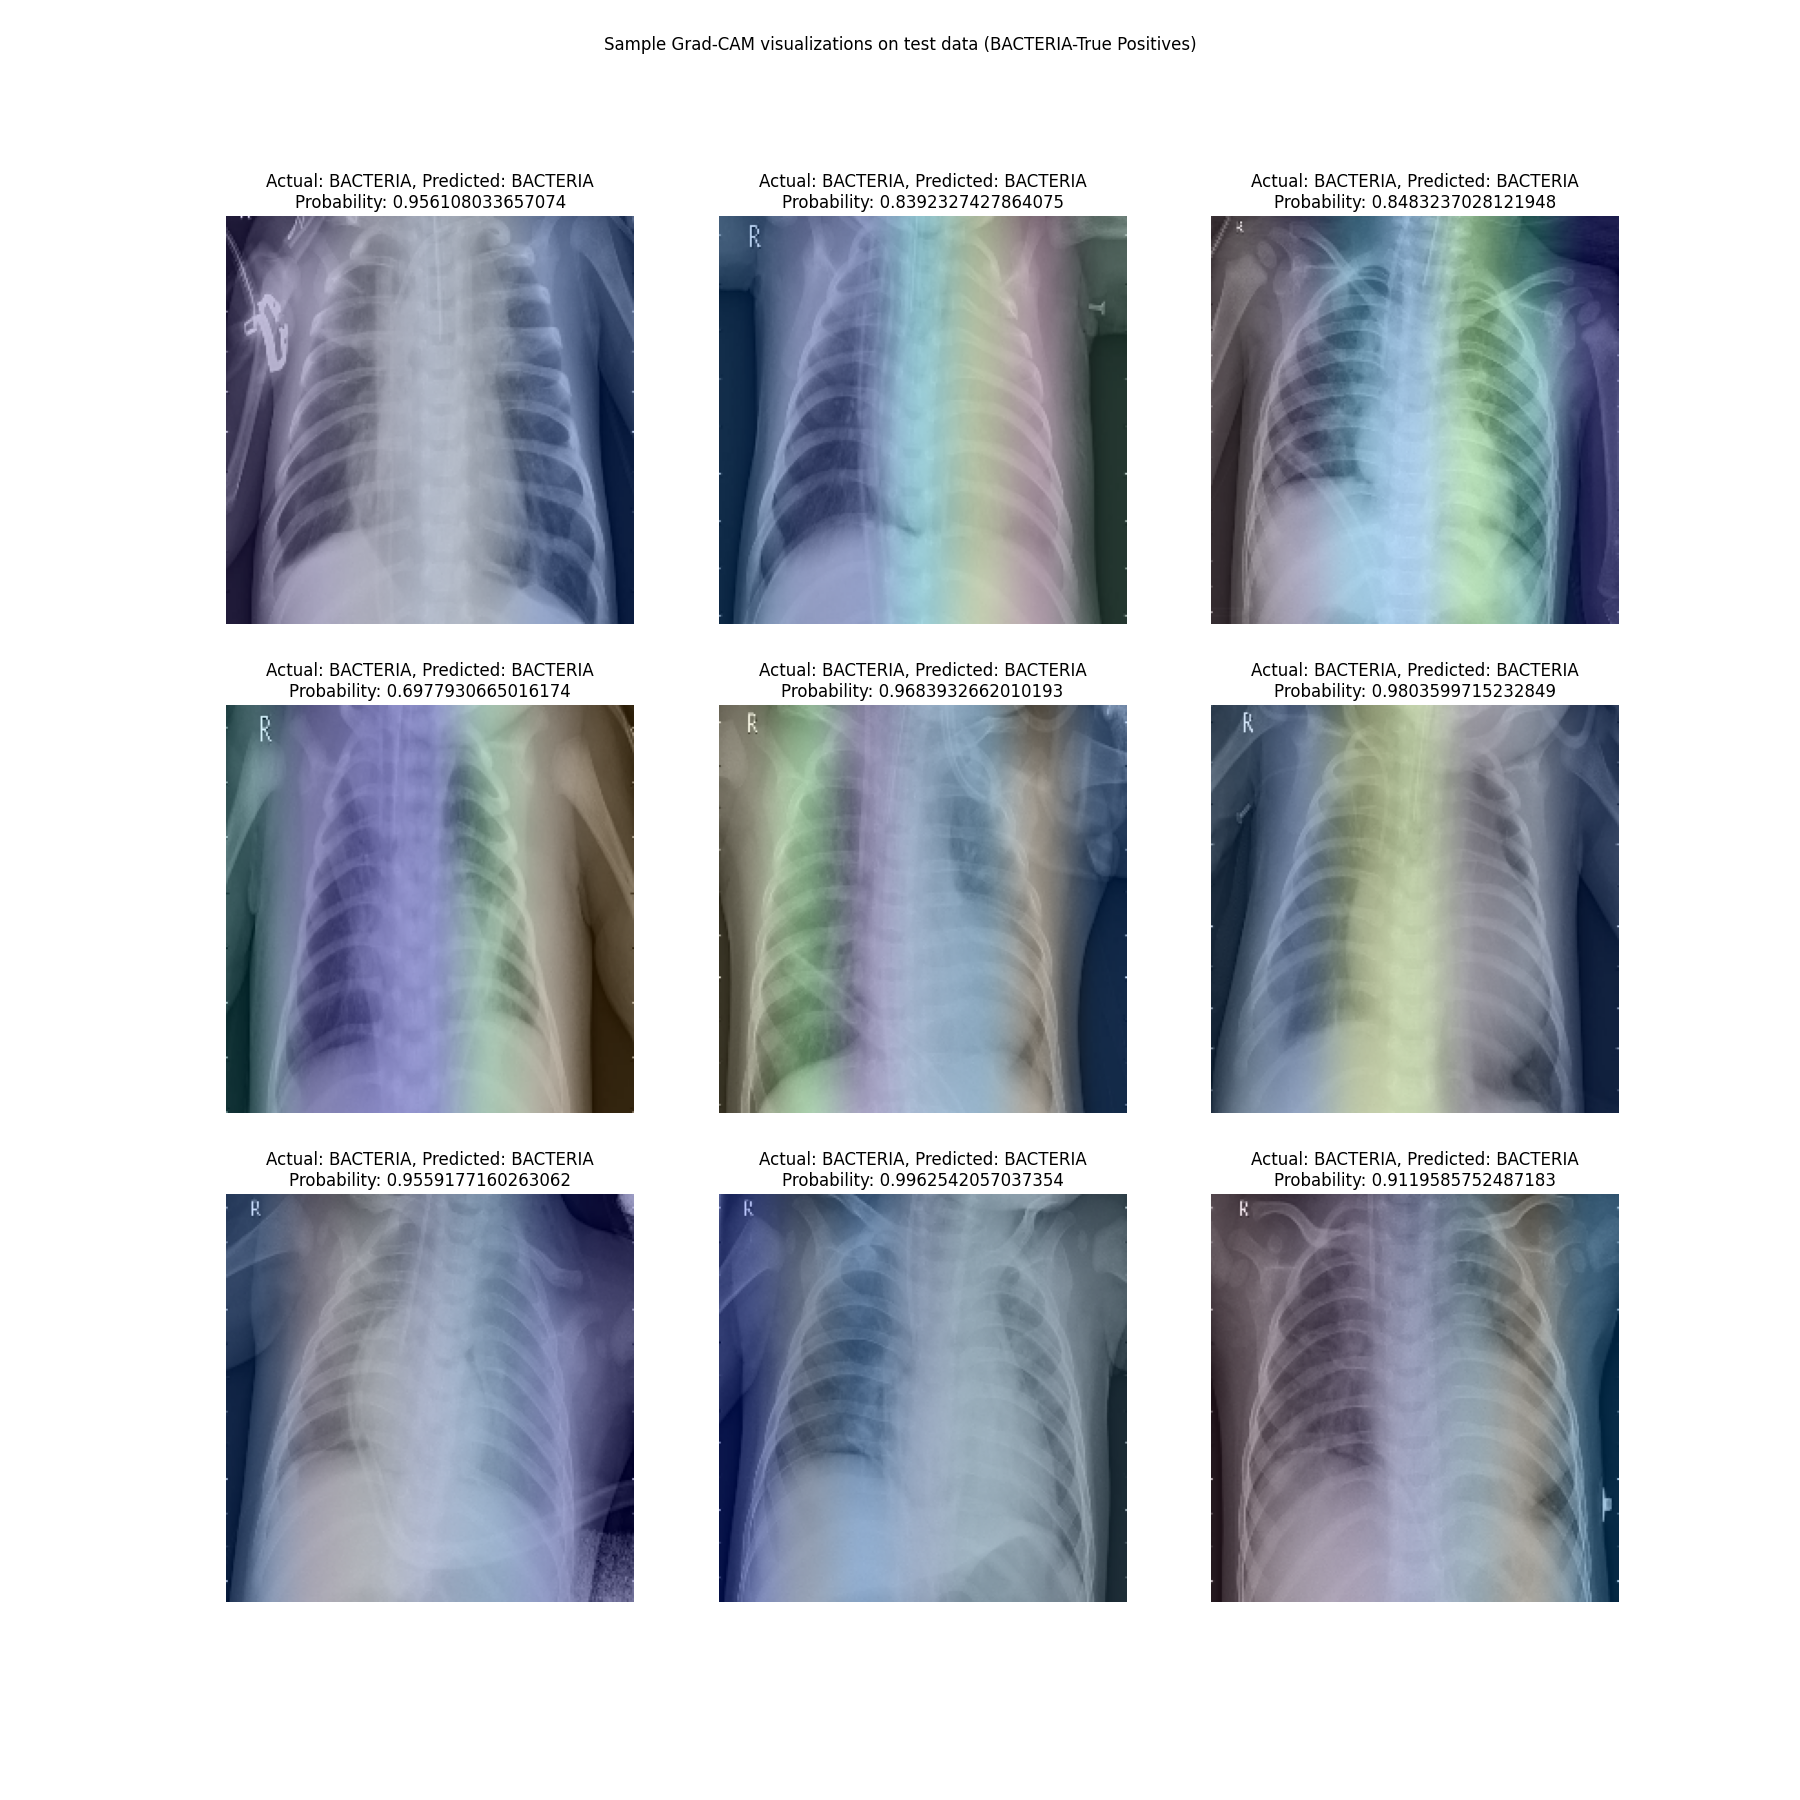 Sample Grad-CAM visualizations on test data (BACTERIA-True Positives)
Actual: BACTERIA, Predicted: BACTERIA
Probability: 0.956108033657074
Actual: BACTERIA, Predicted: BACTERIA
Probability: 0.8392327427864075
R
Actual: BACTERIA, Predicted: BACTERIA
Probability: 0.8483237028121948
Actual: BACTERIA, Predicted: BACTERIA
Probability: 0.6977930665016174
R
Actual: BACTERIA, Predicted: BACTERIA
Probability: 0.9683932662010193
R
Actual: BACTERIA, Predicted: BACTERIA
Probability: 0.9803599715232849
R
Actual: BACTERIA, Predicted: BACTERIA
Probability: 0.9559177160263062
R
Actual: BACTERIA, Predicted: BACTERIA
Probability: 0.9962542057037354
R
Actual: BACTERIA, Predicted: BACTERIA
Probability: 0.9119585752487183
R